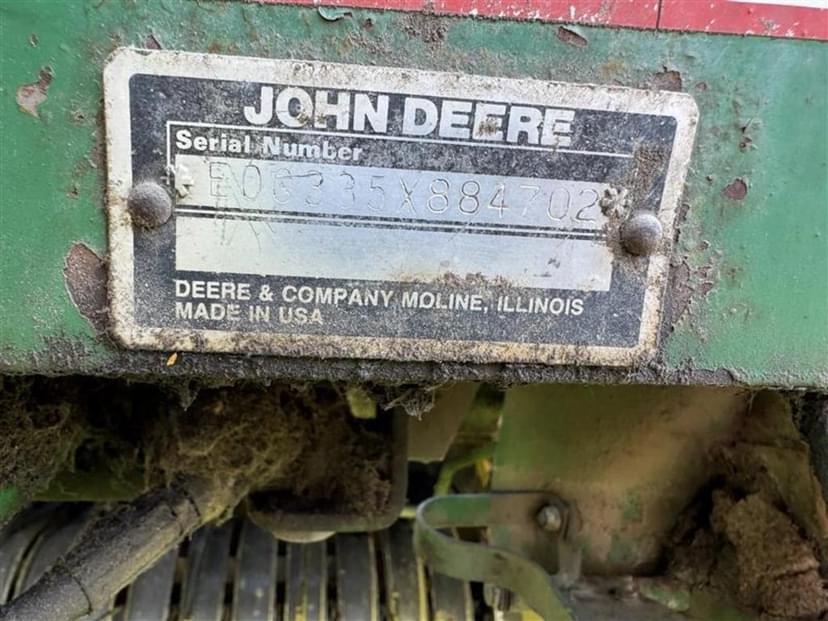 JOHN DEERE
Serial Number
E0G335X884702
DEERE & COMPANY MOLINE, ILLINOIS
MADE IN USA